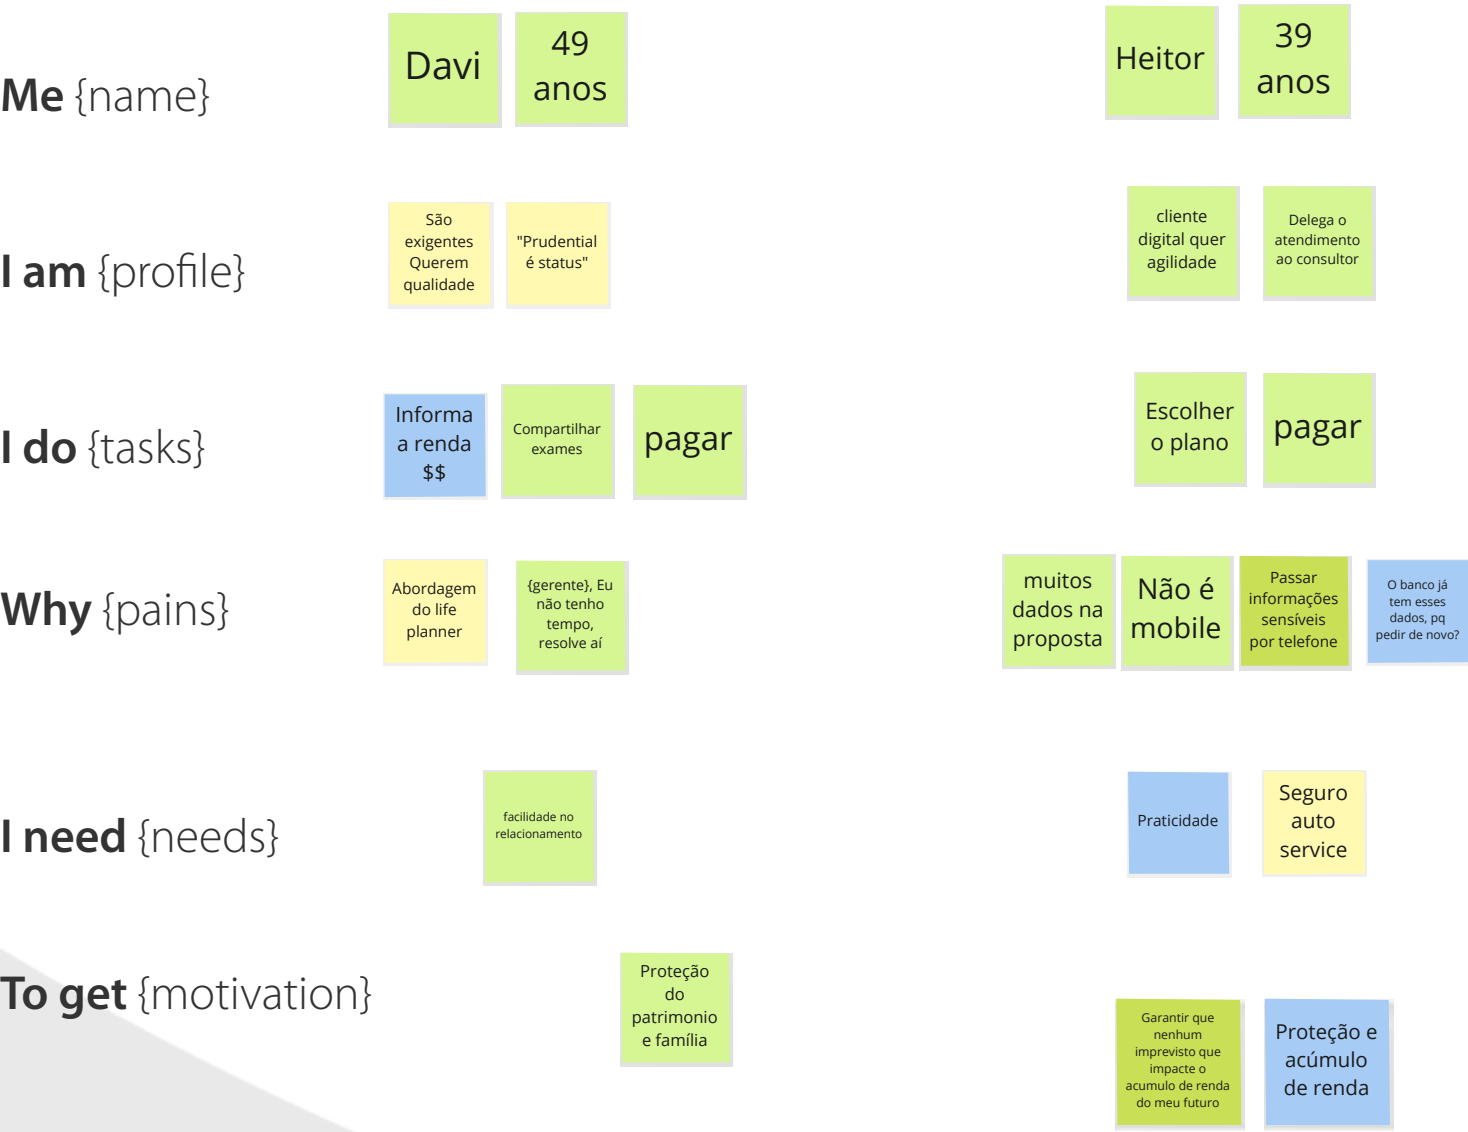 Me {name}
Davi
49
anos
Heitor
39
anos
I am {profile}
São
exigentes
Querem
qualidade
"Prudential
é status"
cliente
digital quer
agilidade
Delega o
atendimento
ao consultor
I do {tasks}
Informa
a renda
$$
Compartilhar
exames
pagar
Escolher
o plano
pagar
Why {pains}
Abordagem
do life
planner
{gerente}, Eu
não tenho
tempo,
resolve aí
muitos
dados na
proposta
Não é
mobile
Passar
informações
sensíveis
por telefone
O banco já
tem esses
dados, pq
pedir de novo?
I need {needs}
facilidade no
relacionamento
Praticidade
Seguro
auto
service
To get {motivation}
Proteção
do
patrimonio
e família
Garantir que
nenhum
imprevisto que
impacte o
acumulo de renda
do meu futuro
Proteção e
acúmulo
de renda